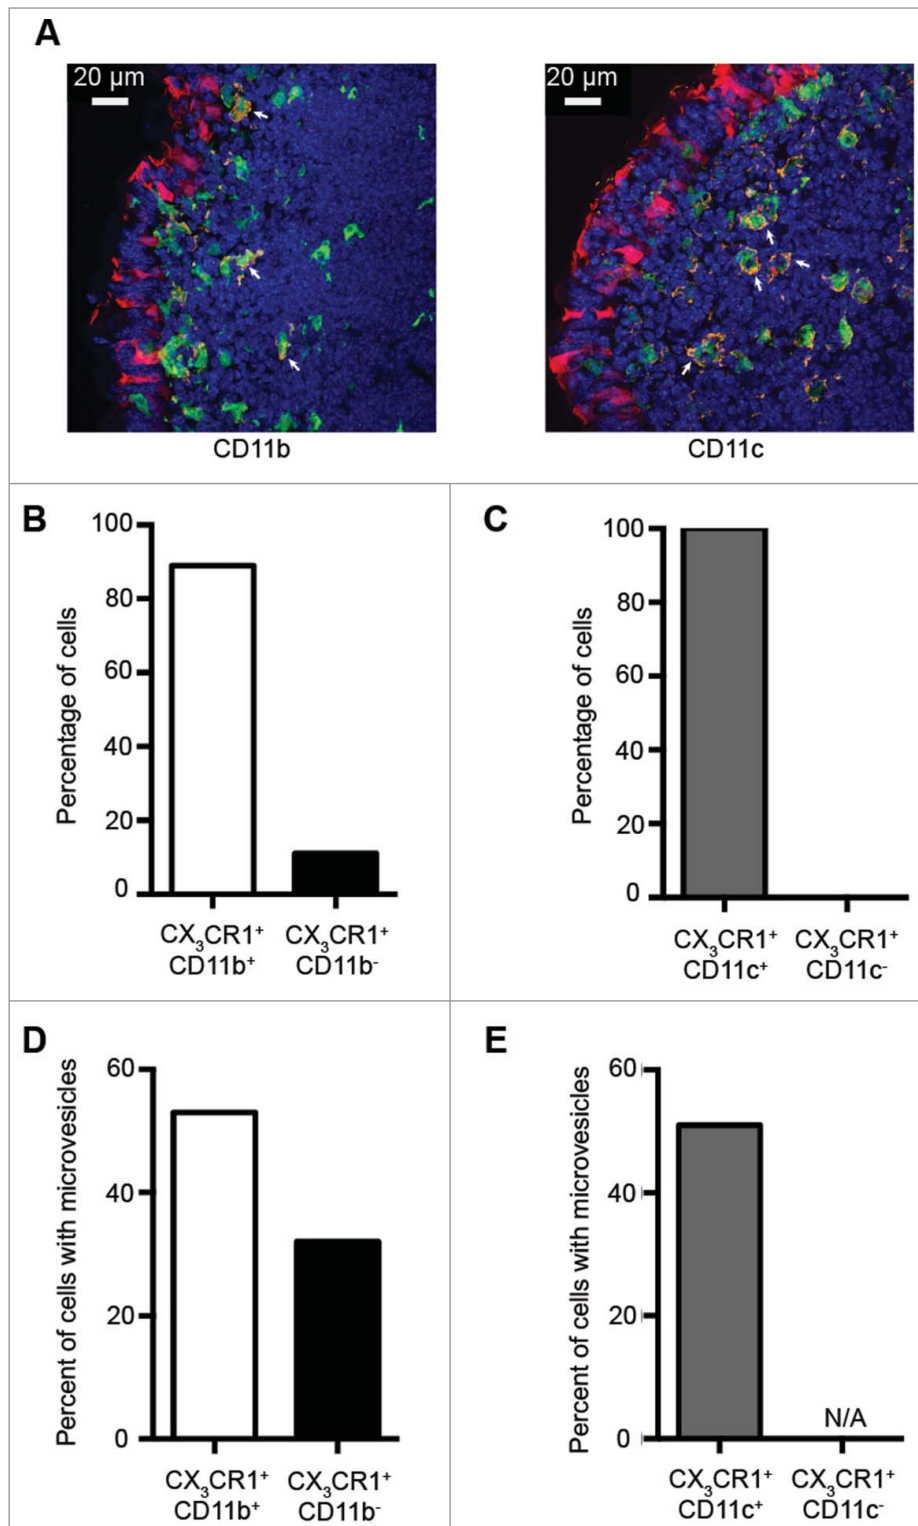 A
20 µm
20 µm
CD11b
CD11c
B
C
Percentage of cells
100
80
60
40
20
0
CX₃CR1⁺ CX₃CR1⁺
CD11b⁺ CD11b⁻
Percentage of cells
100
80
60
40
20
0
CX₃CR1⁺ CX₃CR1⁺
CD11c⁺ CD11c⁻
D
E
Percent of cells with microvesicles
60
40
20
0
CX₃CR1⁺ CX₃CR1⁺
CD11b⁺ CD11b⁻
Percent of cells with microvesicles
60
40
20
0
N/A
CX₃CR1⁺ CX₃CR1⁺
CD11c⁺ CD11c⁻